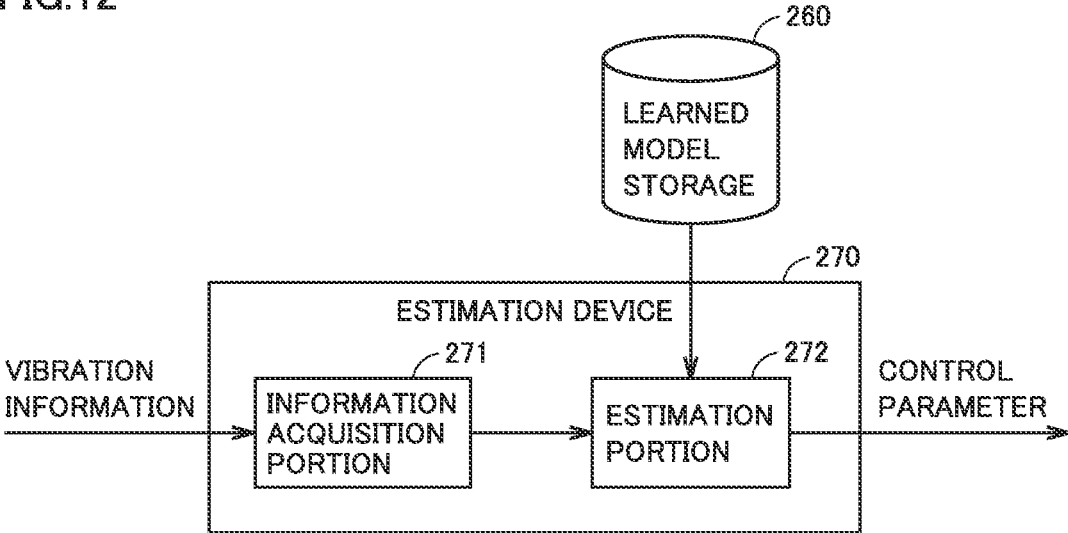 FIG.12
260
LEARNED
MODEL
STORAGE
270
ESTIMATION DEVICE
271
272
VIBRATION
INFORMATION
INFORMATION
ACQUISITION
PORTION
ESTIMATION
PORTION
CONTROL
PARAMETER